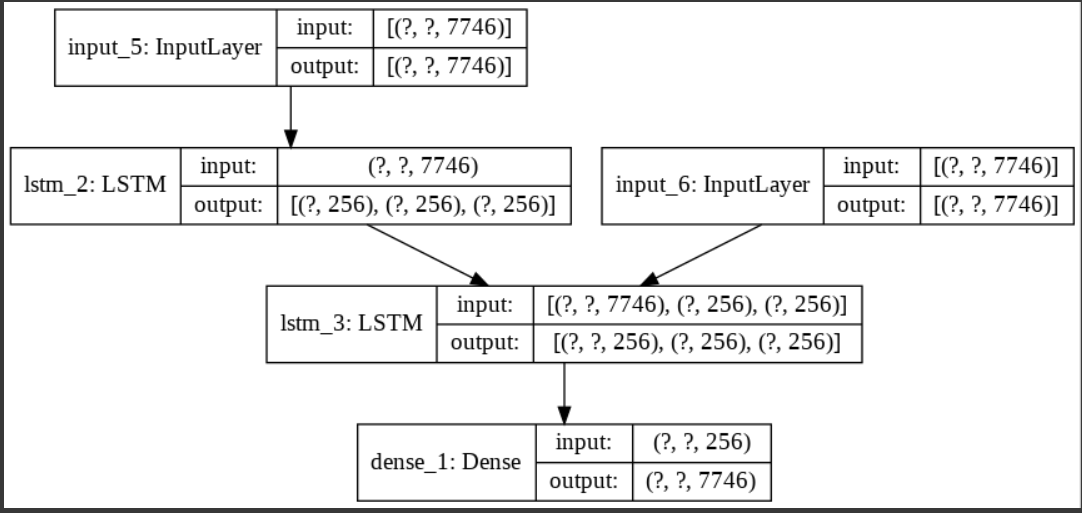 input_5: InputLayer
input: [(?, ?, 7746)]
output: [(?, ?, 7746)]
lstm_2: LSTM
input: (?, ?, 7746)
output: [(?, 256), (?, 256), (?, 256)]
input_6: InputLayer
input: [(?, ?, 7746)]
output: [(?, ?, 7746)]
lstm_3: LSTM
input: [(?, ?, 7746), (?, 256), (?, 256)]
output: [(?, ?, 256), (?, 256), (?, 256)]
dense_1: Dense
input: (?, ?, 256)
output: (?, ?, 7746)